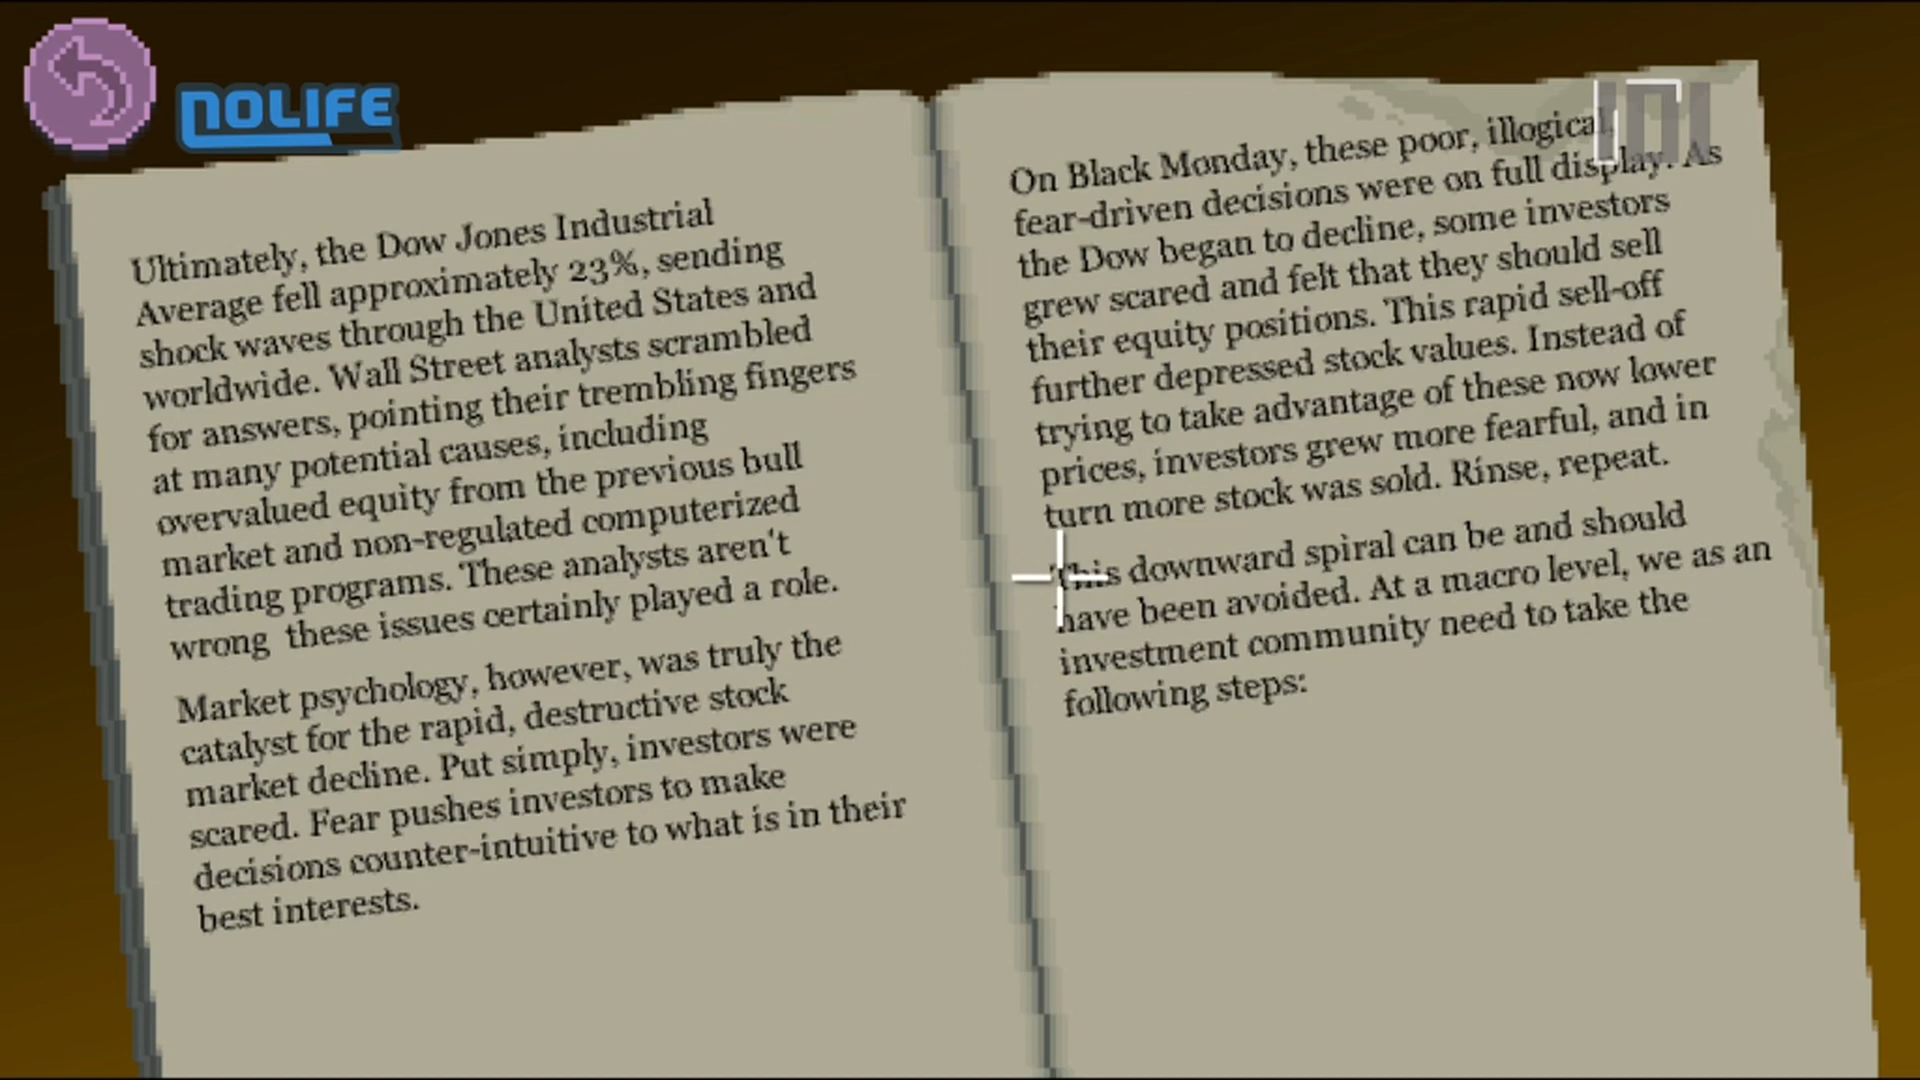 NOLIFE
Ultimately, the Dow Jones Industrial
Average fell approximately 23%, sending
shock waves through the United States and
worldwide. Wall Street analysts scrambled
for answers, pointing their trembling fingers
at many potential causes, including
overvalued equity from the previous bull
market and non-regulated computerized
trading programs. These analysts aren't
wrong these issues certainly played a role.
Market psychology, however, was truly the
catalyst for the rapid, destructive stock
market decline. Put simply, investors were
scared. Fear pushes investors to make
decisions counter-intuitive to what is in their
best interests.
On Black Monday, these poor, illogical,
fear-driven decisions were on full display. As
the Dow began to decline, some investors
grew scared and felt that they should sell
their equity positions. This rapid sell-off
further depressed stock values. Instead of
trying to take advantage of these now lower
prices, investors grew more fearful, and in
turn more stock was sold. Rinse, repeat.
This downward spiral can be and should
have been avoided. At a macro level, we as an
investment community need to take the
following steps: